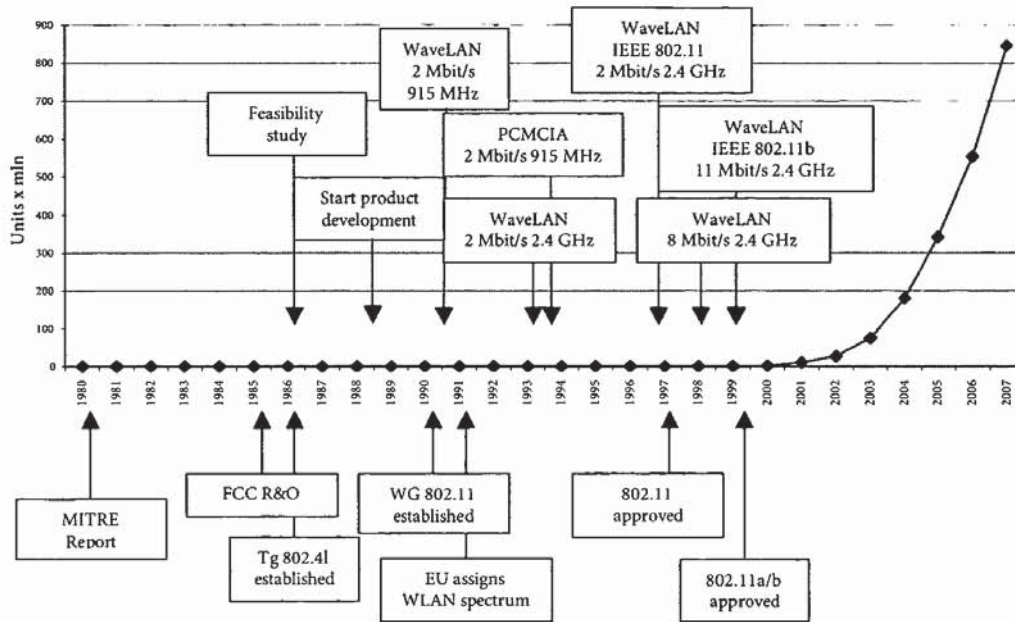 900
800
700
600
500
400
300
200
100
0
Units x mln
WaveLAN
2 Mbit/s
915 MHz
WaveLAN
IEEE 802.11
2 Mbit/s 2.4 GHz
Feasibility
study
PCMCIA
2 Mbit/s 915 MHz
WaveLAN
IEEE 802.11b
11 Mbit/s 2.4 GHz
Start product
development
WaveLAN
2 Mbit/s 2.4 GHz
WaveLAN
8 Mbit/s 2.4 GHz
1980
1981
1982
1983
1984
1985
1986
1987
1988
1989
1990
1991
1992
1993
1994
1995
1996
1997
1998
1999
2000
2001
2002
2003
2004
2005
2006
2007
MITRE
Report
FCC R&O
Tg 802.4l
established
WG 802.11
established
EU assigns
WLAN spectrum
802.11
approved
802.11a/b
approved